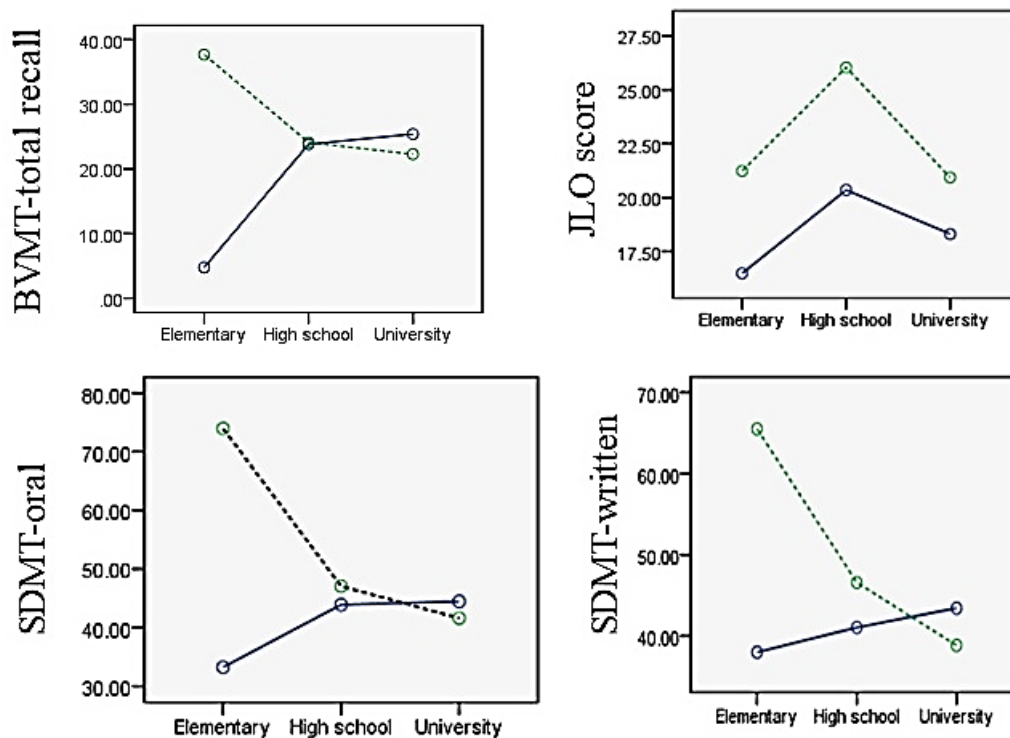 BVMT-total recall
40.00
30.00
20.00
10.00
.00
Elementary High school University
JLO score
27.50
25.00
22.50
20.00
17.50
Elementary High school University
SDMT-oral
80.00
70.00
60.00
50.00
40.00
30.00
Elementary High school University
SDMT-written
70.00
60.00
50.00
40.00
Elementary High school University